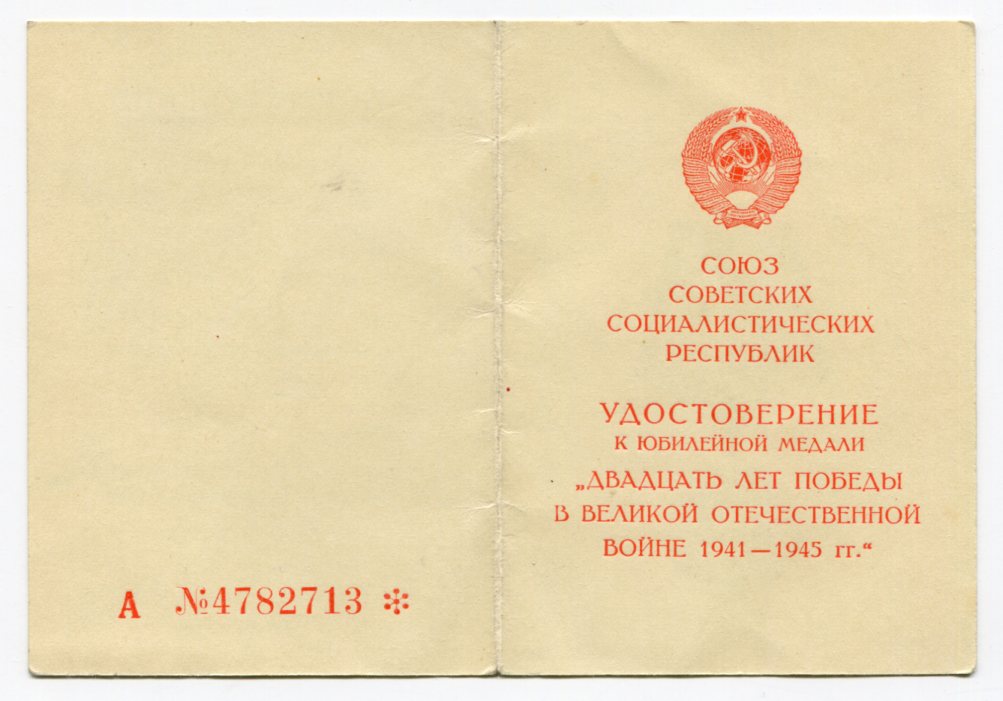 А №4782713
СОЮЗ
СОВЕТСКИХ
СОЦИАЛИСТИЧЕСКИХ
РЕСПУБЛИК
УДОСТОВЕРЕНИЕ
К ЮБИЛЕЙНОЙ МЕДАЛИ
„ДВАДЦАТЬ ЛЕТ ПОБЕДЫ
В ВЕЛИКОЙ ОТЕЧЕСТВЕННОЙ
ВОЙНЕ 1941—1945 гг.“